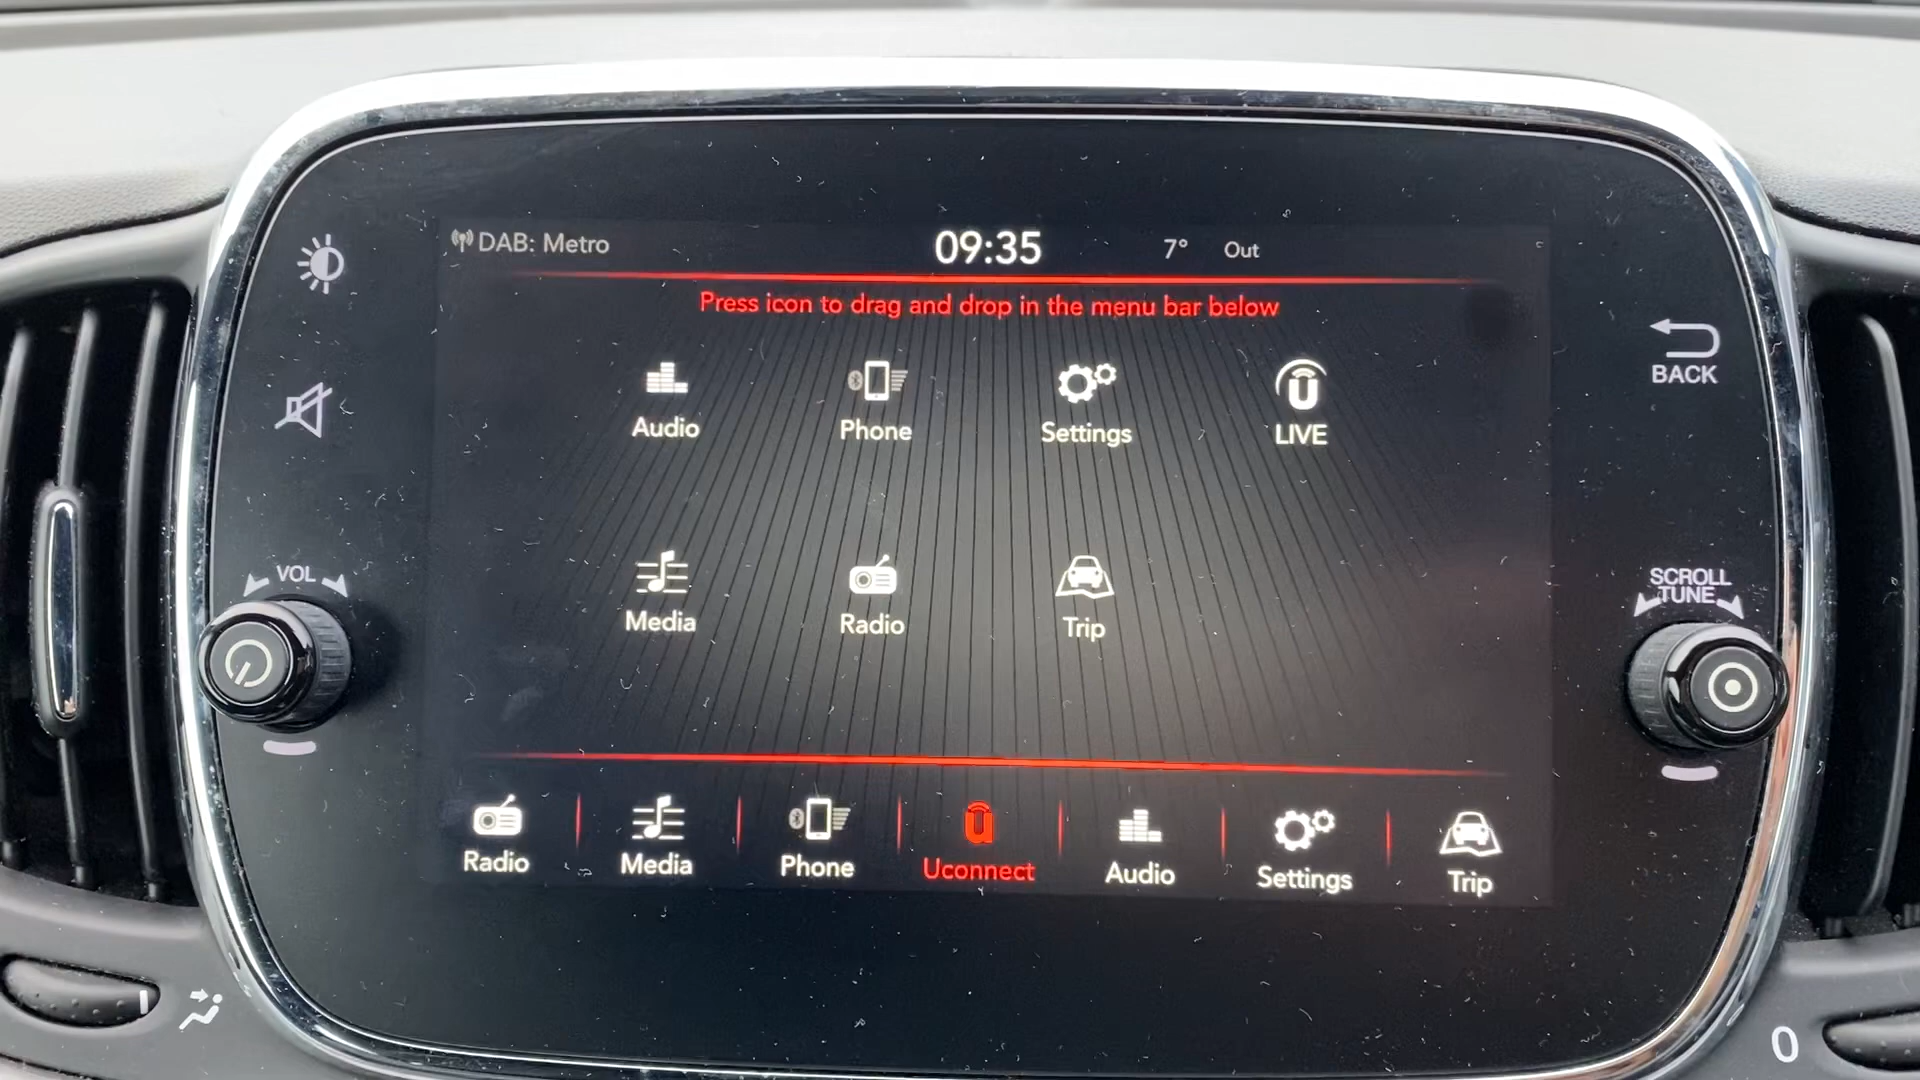 DAB: Metro 09:35 7° Out
Press icon to drag and drop in the menu bar below
BACK
Audio Phone Settings LIVE
VOL
SCROLL
TUNE
Media Radio Trip
Radio Media Phone Uconnect Audio Settings Trip
0